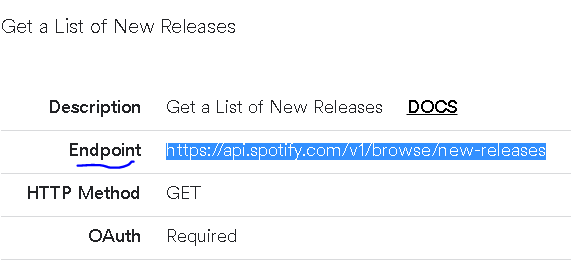 Get a List of New Releases
Description Get a List of New Releases DOCS
Endpoint https://api.spotify.com/v1/browse/new-releases
HTTP Method GET
OAuth Required